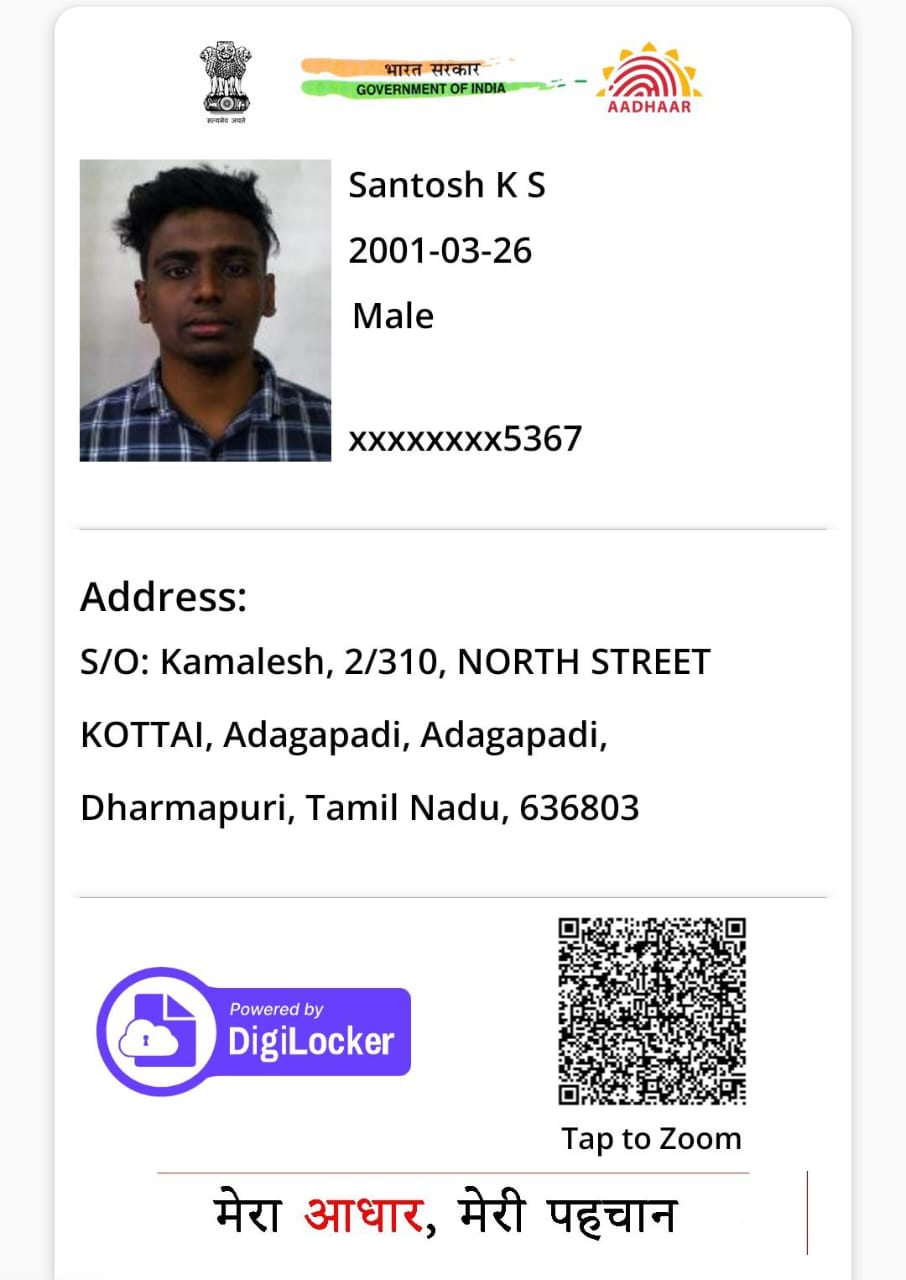 सत्यमेव जयते
भारत सरकार
GOVERNMENT OF INDIA
AADHAAR
Santosh K S
2001-03-26
Male
xxxxxxxx5367
Address:
S/O: Kamalesh, 2/310, NORTH STREET
KOTTAI, Adagapadi, Adagapadi,
Dharmapuri, Tamil Nadu, 636803
Powered by
DigiLocker
Tap to Zoom
मेरा आधार, मेरी पहचान